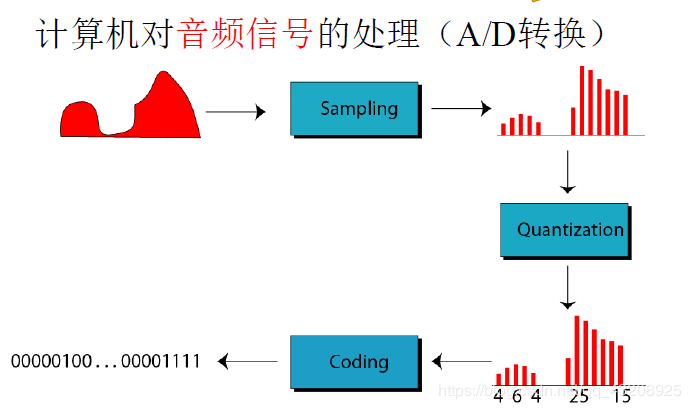 计算机对音频信号的处理（A/D转换）
Sampling
Quantization
4 6 4 25 15
Coding
00000100...00001111